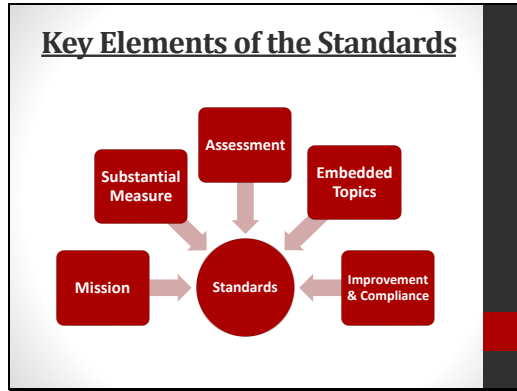 Key Elements of the Standards
Assessment
Substantial
Measure
Embedded
Topics
Mission
Standards
Improvement
& Compliance